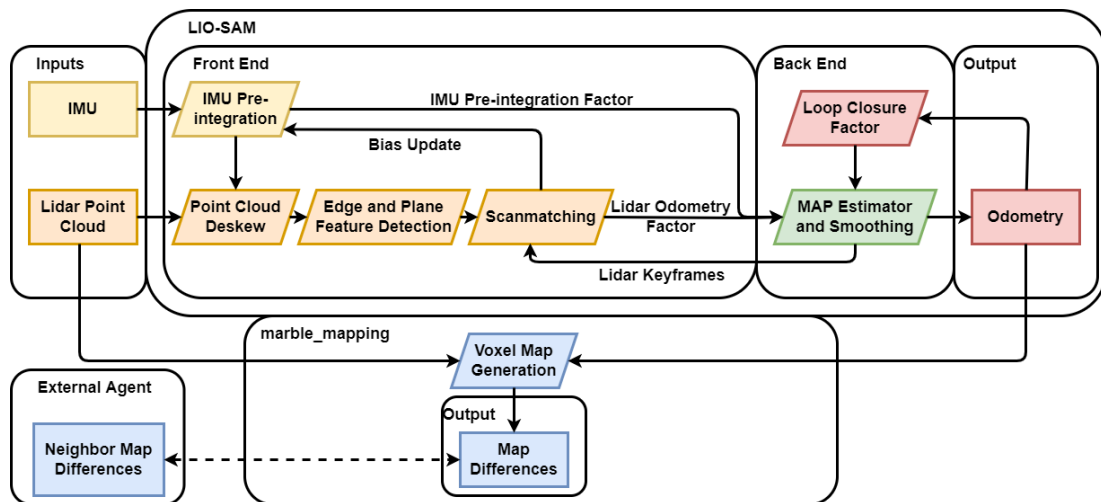 LIO-SAM
Inputs
Front End
Back End
Output
IMU
IMU Pre-
integration
IMU Pre-integration Factor
Loop Closure
Factor
Bias Update
Lidar Point
Cloud
Point Cloud
Deskew
Edge and Plane
Feature Detection
Scanmatching
Lidar Odometry
Factor
MAP Estimator
and Smoothing
Odometry
Lidar Keyframes
marble_mapping
Voxel Map
Generation
External Agent
Output
Neighbor Map
Differences
Map
Differences